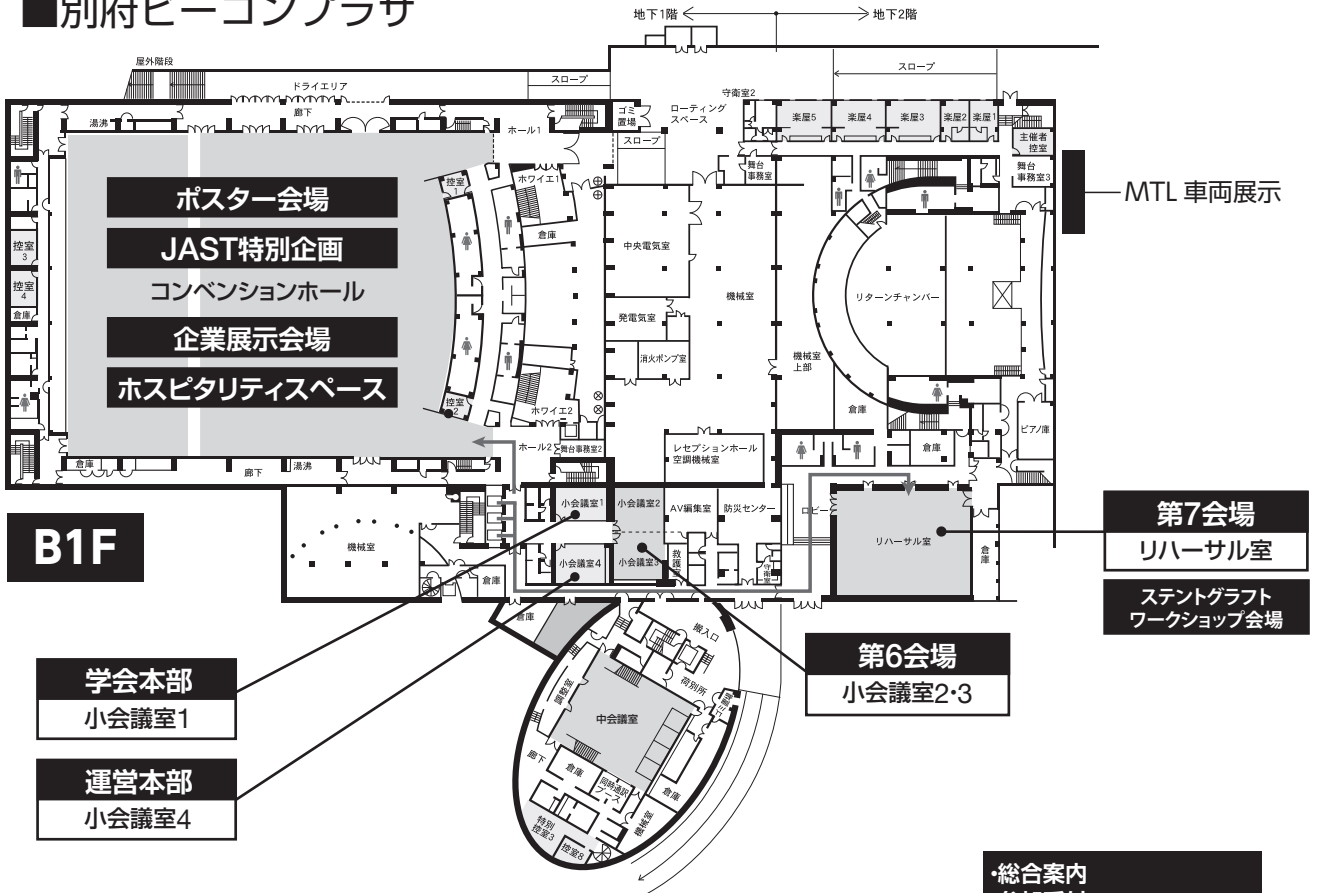 ■別府ビーコンプラザ
地下1階
地下2階
屋外階段
ドライエリア
スロープ
スロープ
湯沸
廊下
ホール1
ゴミ
置場
ローティング
スペース
守衛室2
楽屋5
楽屋4
楽屋3
楽屋2
楽屋1
主催者
控室
スロープ
舞台
事務室
舞台
事務室3
MTL 車両展示
控室
1
ホワイエ1
倉庫
ポスター会場
JAST特別企画
コンベンションホール
企業展示会場
ホスピタリティスペース
控室
3
控室
4
倉庫
中央電気室
機械室
リターンチャンバー
発電気室
消火ポンプ室
機械室
上部
控室
2
ホワイエ2
倉庫
ピアノ庫
ホール2
舞台事務室2
レセプションホール
空調機械室
倉庫
倉庫
廊下
湯沸
B1F
機械室
倉庫
小会議室1
小会議室2
AV編集室
防災センター
ロビー
リハーサル室
倉庫
小会議室4
小会議室3
救護室
守衛室
第7会場
リハーサル室
ステントグラフト
ワークショップ会場
倉庫
搬入口
荷別所
調整室
中会議室
第6会場
小会議室2・3
学会本部
小会議室1
運営本部
小会議室4
廊下
倉庫
同時通訳
ブース
倉庫
機械室
特別
控室3
控室8
・総合案内